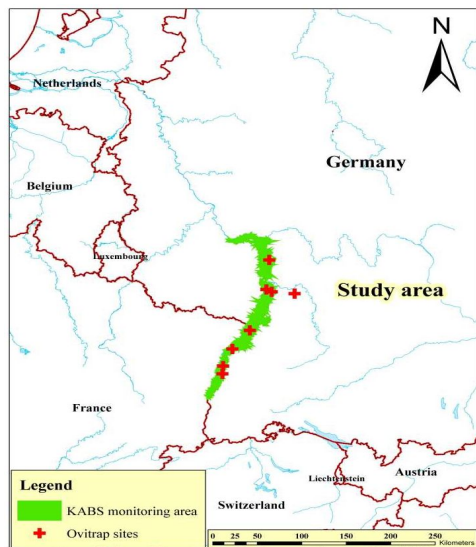 N
Netherlands
Germany
Belgium
Luxembourg
Study area
France
Austria
Liechtenstein
Switzerland
Legend
KABS monitoring area
Ovitrap sites
0 25 50 100 150 200 250
Kilometers